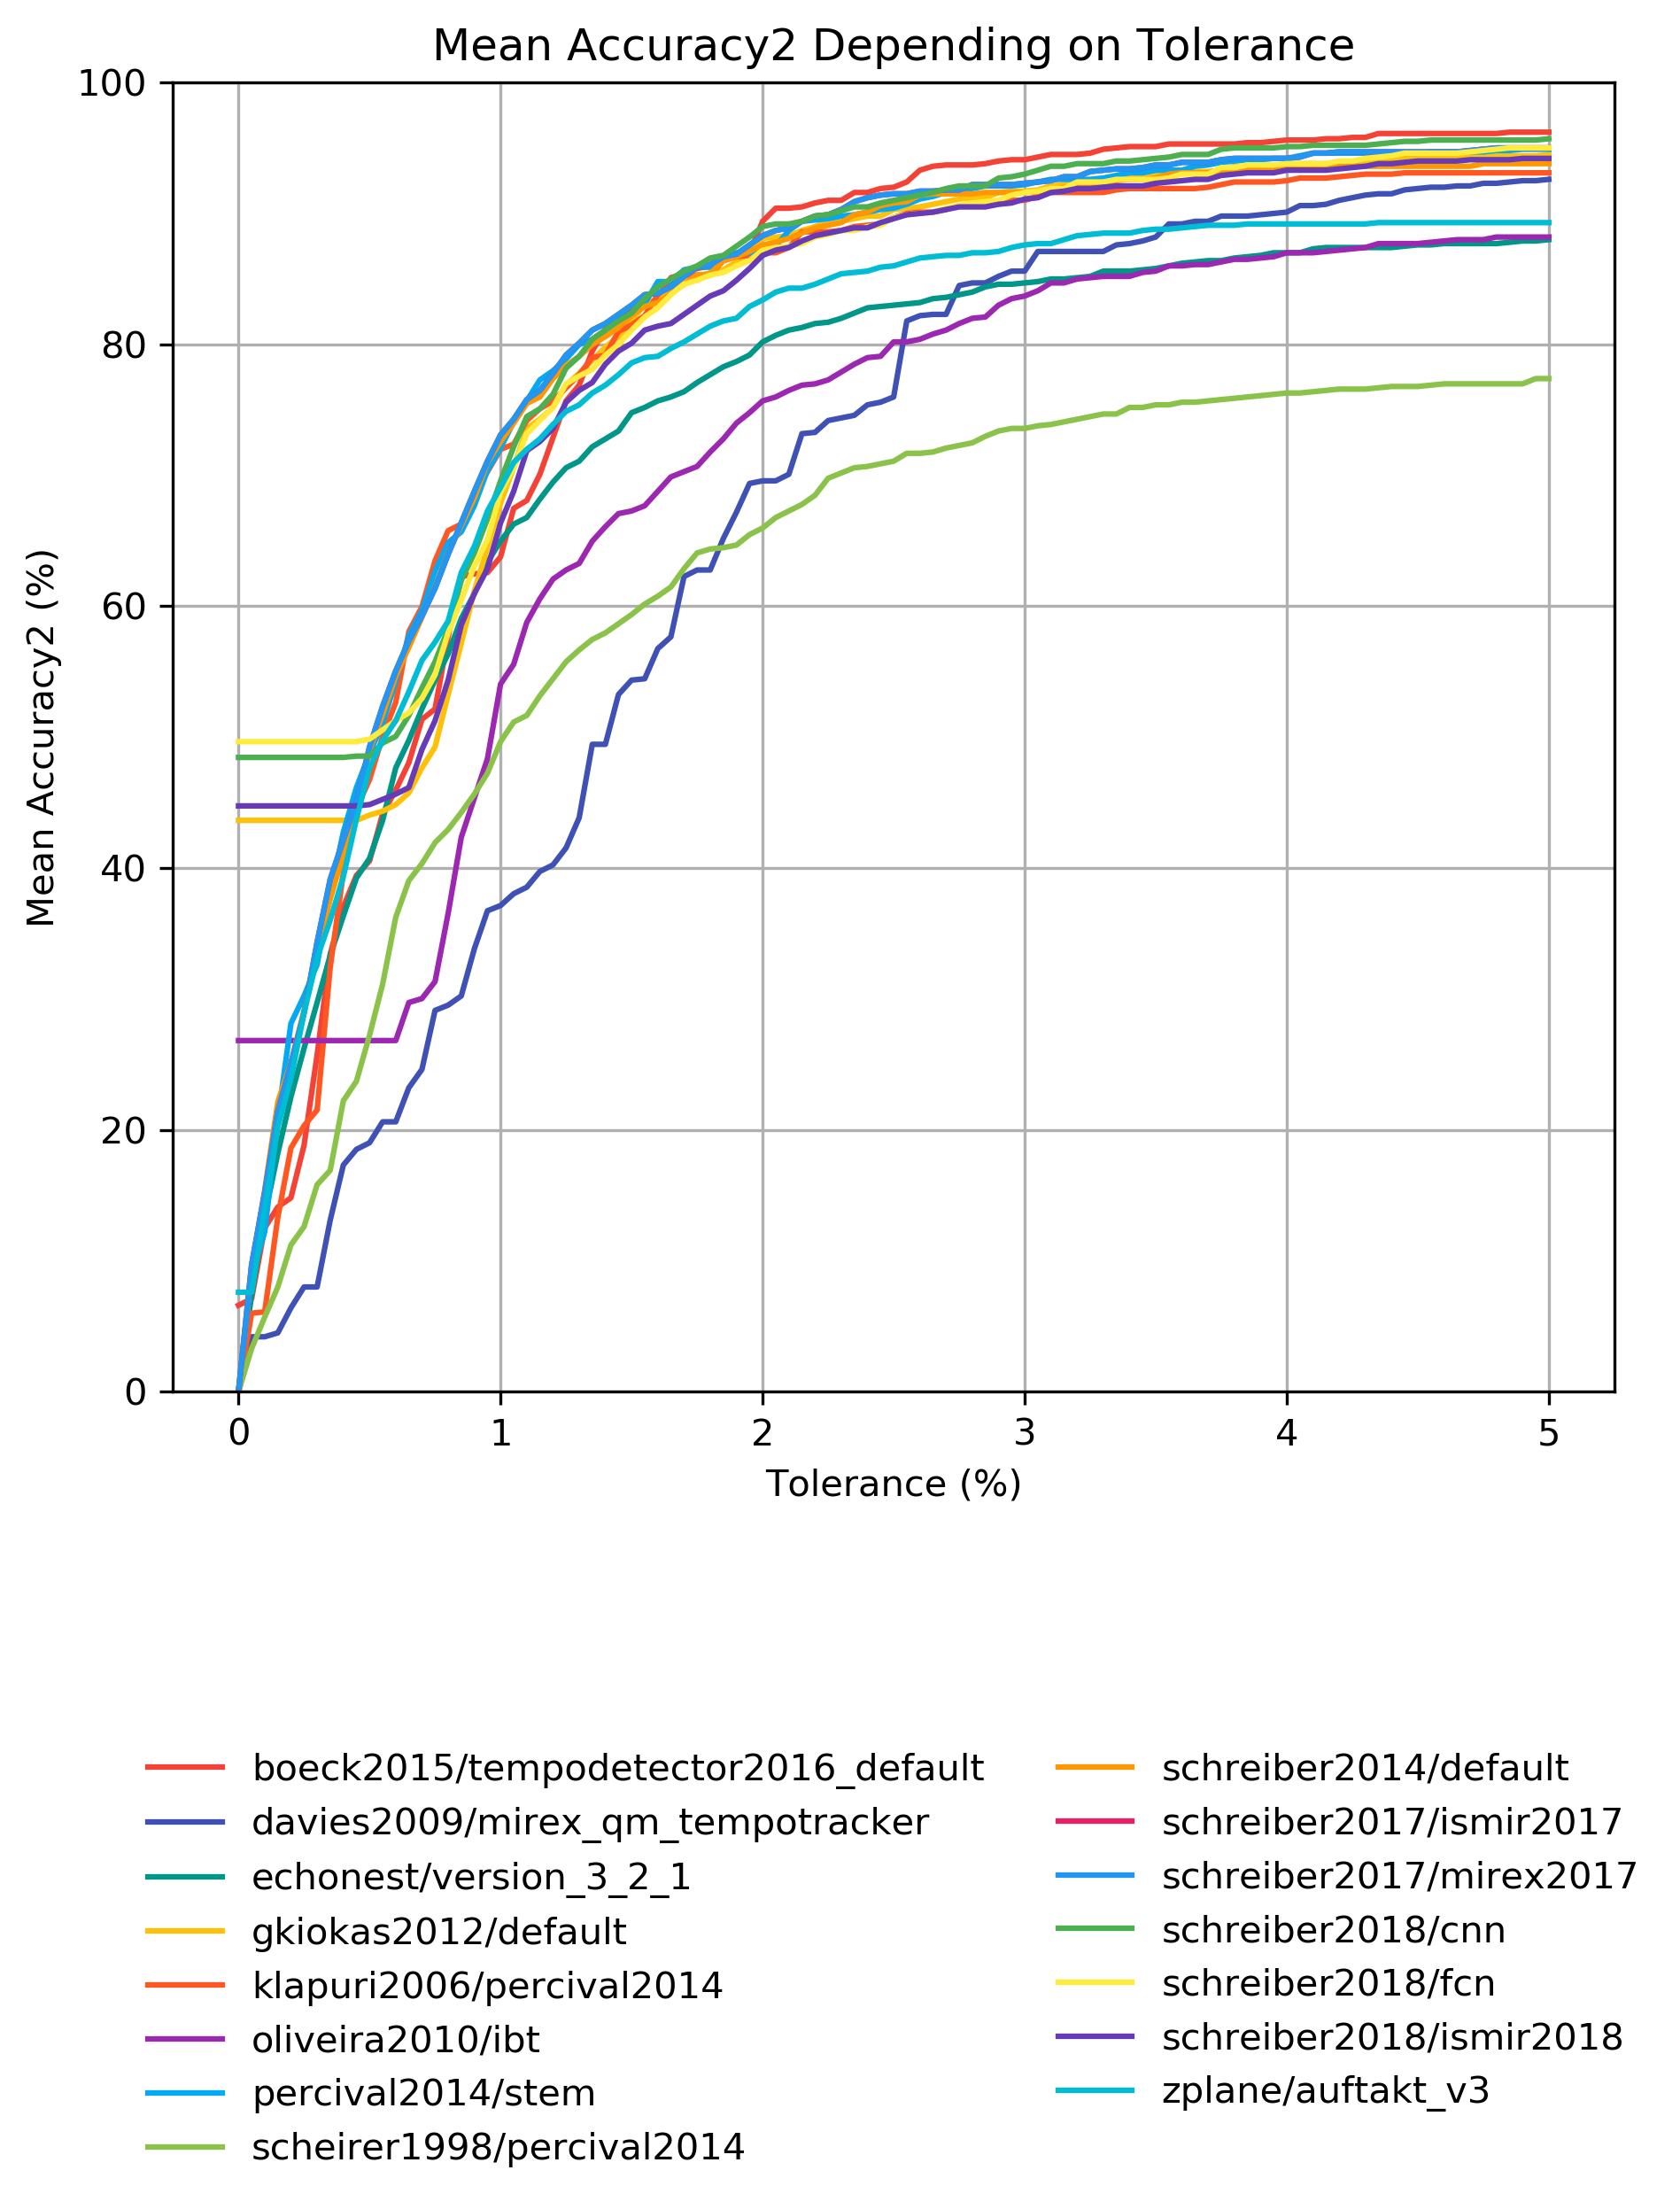 Mean Accuracy2 Depending on Tolerance
100
80
60
40
20
0
Mean Accuracy2 (%)
0 1 2 3 4 5
Tolerance (%)
boeck2015/tempodetector2016_default
davies2009/mirex_qm_tempotracker
echonest/version_3_2_1
gkiokas2012/default
klapuri2006/percival2014
oliveira2010/ibt
percival2014/stem
scheirer1998/percival2014
schreiber2014/default
schreiber2017/ismir2017
schreiber2017/mirex2017
schreiber2018/cnn
schreiber2018/fcn
schreiber2018/ismir2018
zplane/auftakt_v3